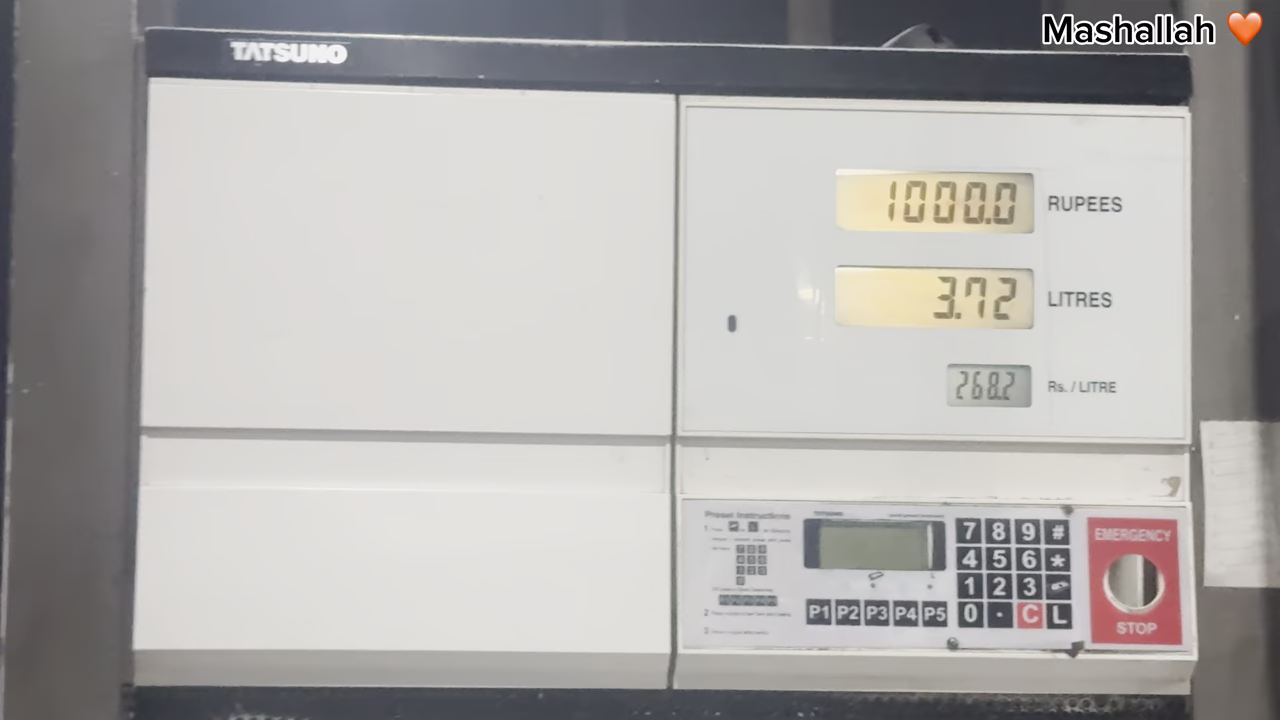 Mashallah 🧡
TATSUNO
1000.0 RUPEES
3.72 LITRES
268.2 Rs. / LITRE
Preset Instructions
TATSUNO
7 8 9 #
4 5 6 *
1 2 3
P1 P2 P3 P4 P5
0 . C L
EMERGENCY
STOP